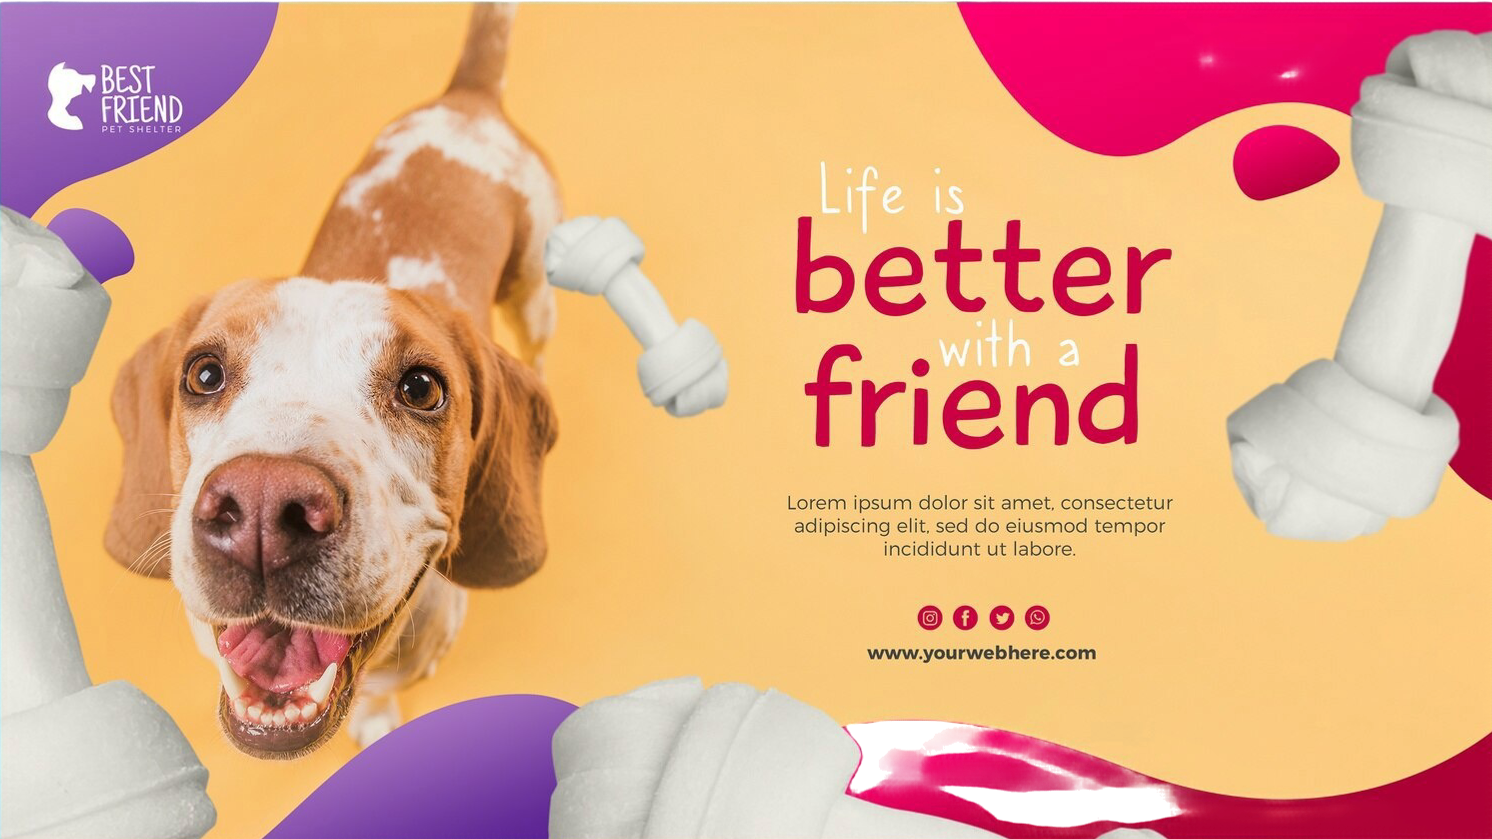 BEST
FRIEND
PET SHELTER
Life is
better
with a
friend
Lorem ipsum dolor sit amet, consectetur
adipiscing elit, sed do eiusmod tempor
incididunt ut labore.
www.yourwebhere.com